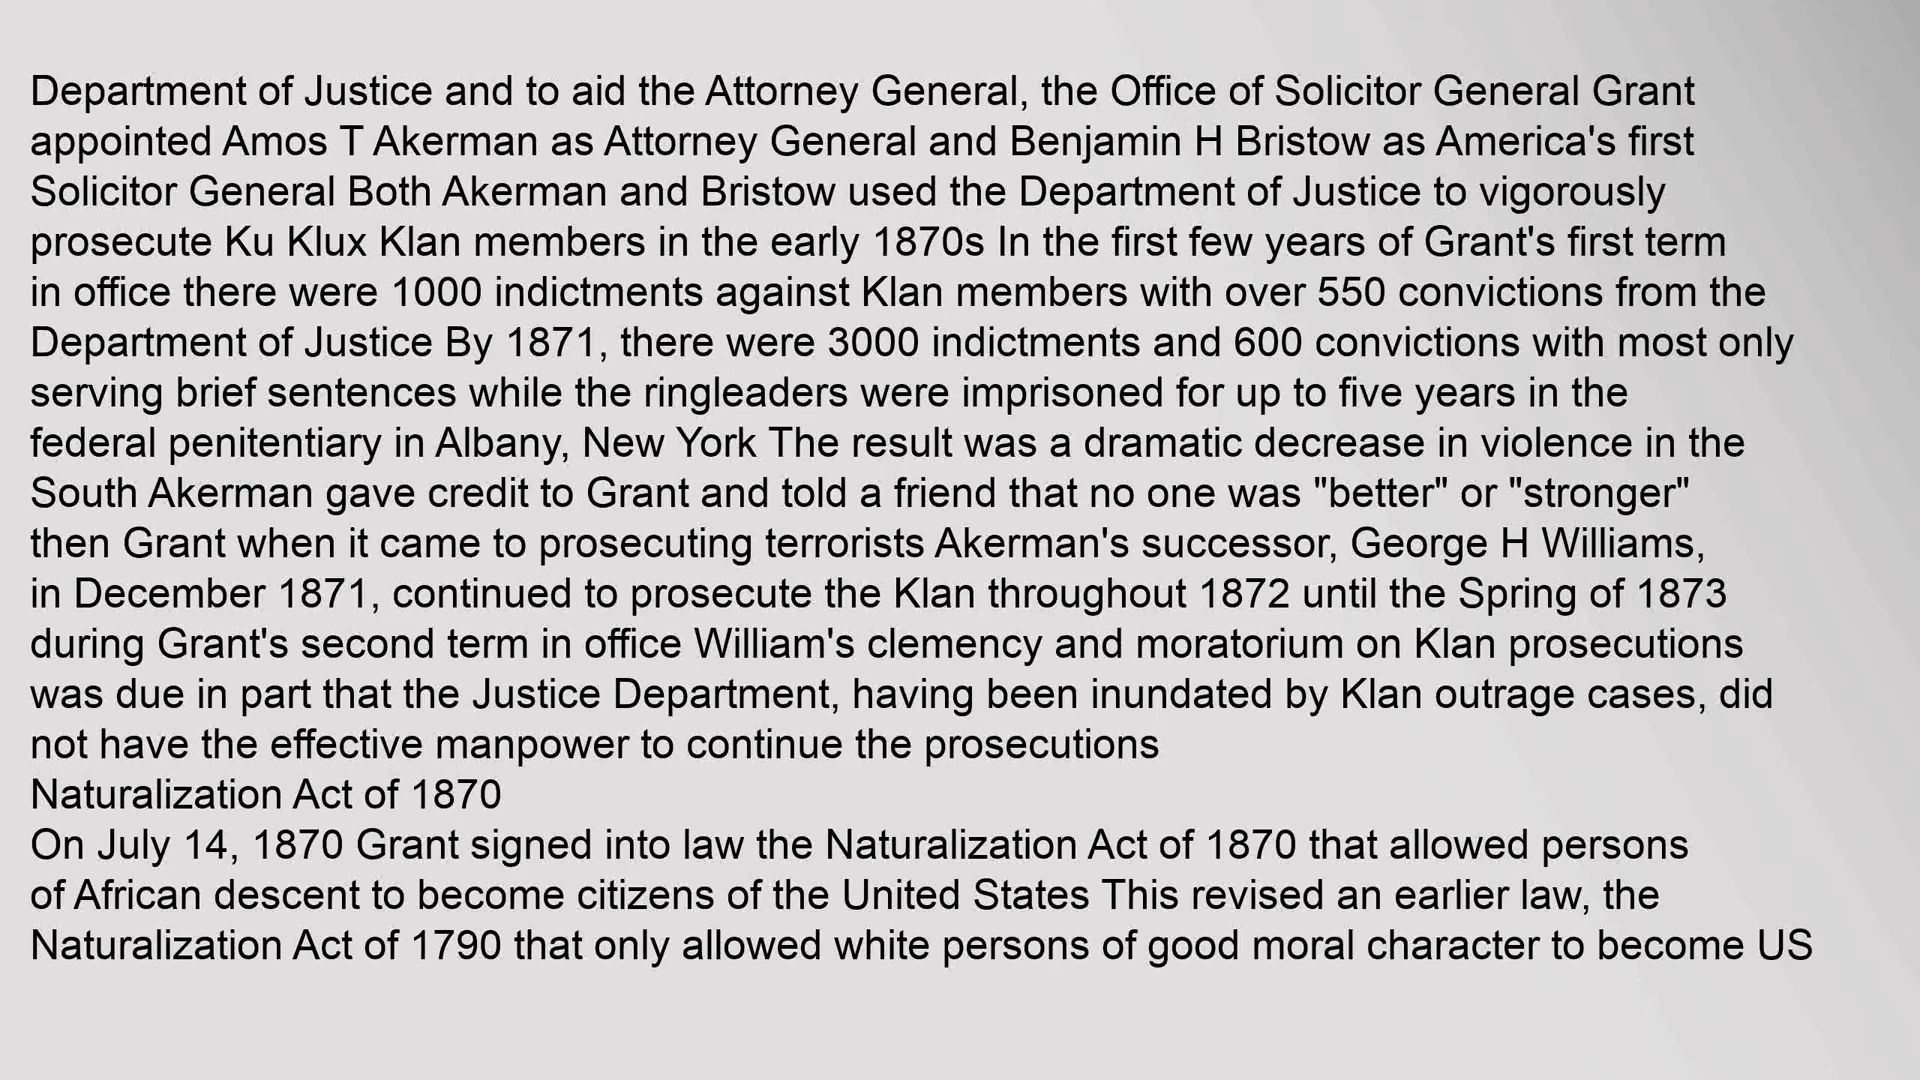 Department of Justice and to aid the Attorney General, the Office of Solicitor General Grant
appointed Amos T Akerman as Attorney General and Benjamin H Bristow as America's first
Solicitor General Both Akerman and Bristow used the Department of Justice to vigorously
prosecute Ku Klux Klan members in the early 1870s In the first few years of Grant's first term
in office there were 1000 indictments against Klan members with over 550 convictions from the
Department of Justice By 1871, there were 3000 indictments and 600 convictions with most only
serving brief sentences while the ringleaders were imprisoned for up to five years in the
federal penitentiary in Albany, New York The result was a dramatic decrease in violence in the
South Akerman gave credit to Grant and told a friend that no one was "better" or "stronger"
then Grant when it came to prosecuting terrorists Akerman's successor, George H Williams,
in December 1871, continued to prosecute the Klan throughout 1872 until the Spring of 1873
during Grant's second term in office William's clemency and moratorium on Klan prosecutions
was due in part that the Justice Department, having been inundated by Klan outrage cases, did
not have the effective manpower to continue the prosecutions
Naturalization Act of 1870
On July 14, 1870 Grant signed into law the Naturalization Act of 1870 that allowed persons
of African descent to become citizens of the United States This revised an earlier law, the
Naturalization Act of 1790 that only allowed white persons of good moral character to become US